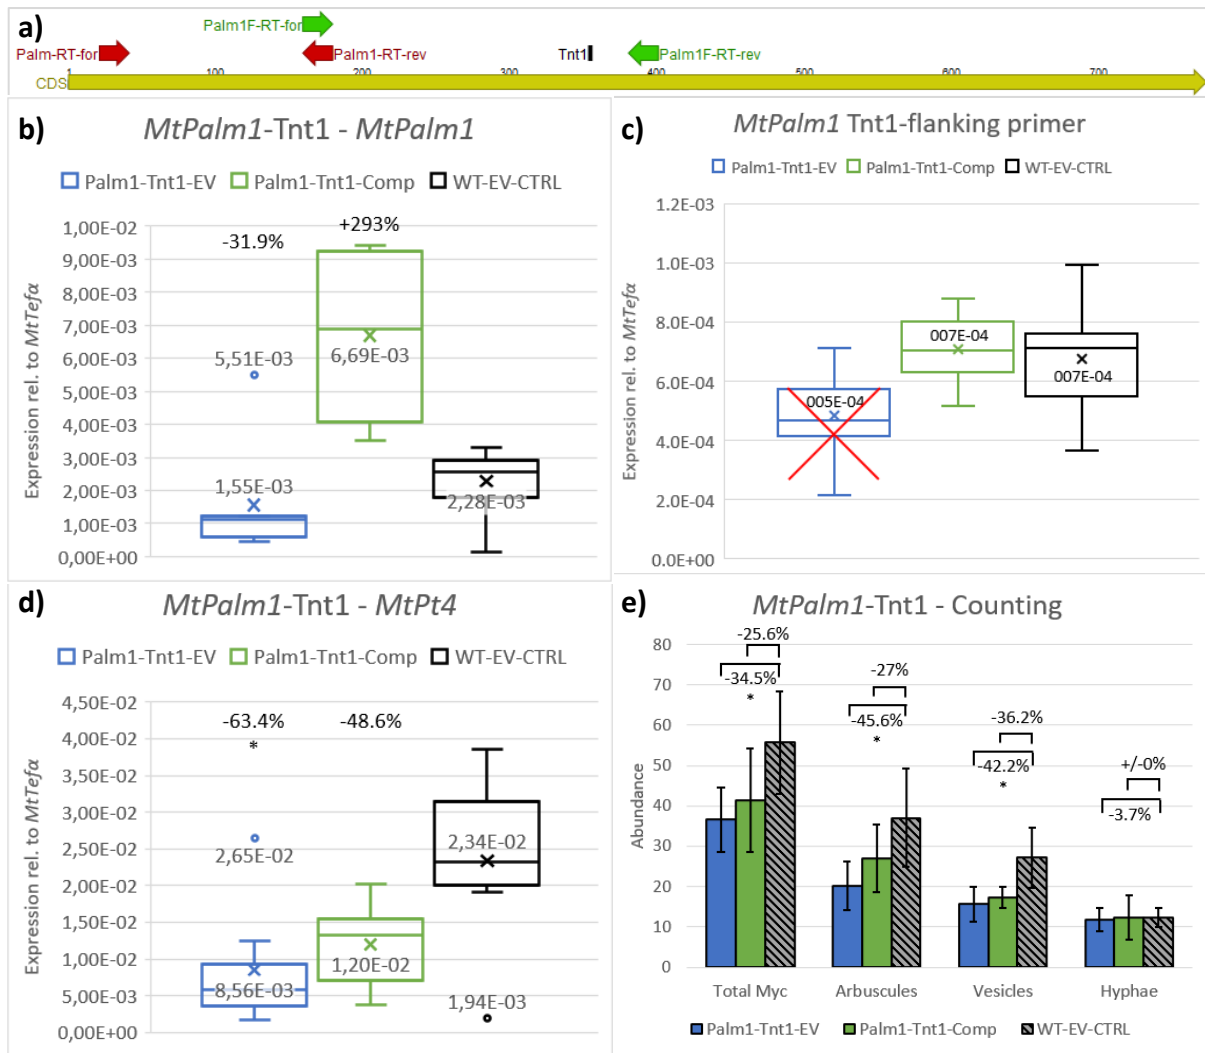 a)
Palm1F-RT-for
Palm-RT-for
Palm1-RT-rev
Tnt1
Palm1F-RT-rev
1
100
200
300
400
500
600
700
CDS
b)
MtPalm1-Tnt1 - MtPalm1
Palm1-Tnt1-EV
Palm1-Tnt1-Comp
WT-EV-CTRL
Expression rel. to MtTefα
1,00E-02
9,00E-03
8,00E-03
7,00E-03
6,00E-03
5,00E-03
4,00E-03
3,00E-03
2,00E-03
1,00E-03
0,00E+00
-31.9%
+293%
5,51E-03
6,69E-03
1,55E-03
2,28E-03
c)
MtPalm1 Tnt1-flanking primer
Palm1-Tnt1-EV
Palm1-Tnt1-Comp
WT-EV-CTRL
Expression rel. to MtTefα
1.2E-03
1.0E-03
8.0E-04
6.0E-04
4.0E-04
2.0E-04
0.0E+00
005E-04
007E-04
007E-04
d)
MtPalm1-Tnt1 - MtPt4
Palm1-Tnt1-EV
Palm1-Tnt1-Comp
WT-EV-CTRL
Expression rel. to MtTefα
4,50E-02
4,00E-02
3,50E-02
3,00E-02
2,50E-02
2,00E-02
1,50E-02
1,00E-02
5,00E-03
0,00E+00
-63.4%
*
-48.6%
2,65E-02
2,34E-02
8,56E-03
1,20E-02
1,94E-03
e)
MtPalm1-Tnt1 - Counting
Abundance
80
70
60
50
40
30
20
10
0
-25.6%
-34.5%
*
-27%
-45.6%
*
-36.2%
-42.2%
*
+/-0%
-3.7%
Total Myc
Arbuscules
Vesicles
Hyphae
Palm1-Tnt1-EV
Palm1-Tnt1-Comp
WT-EV-CTRL